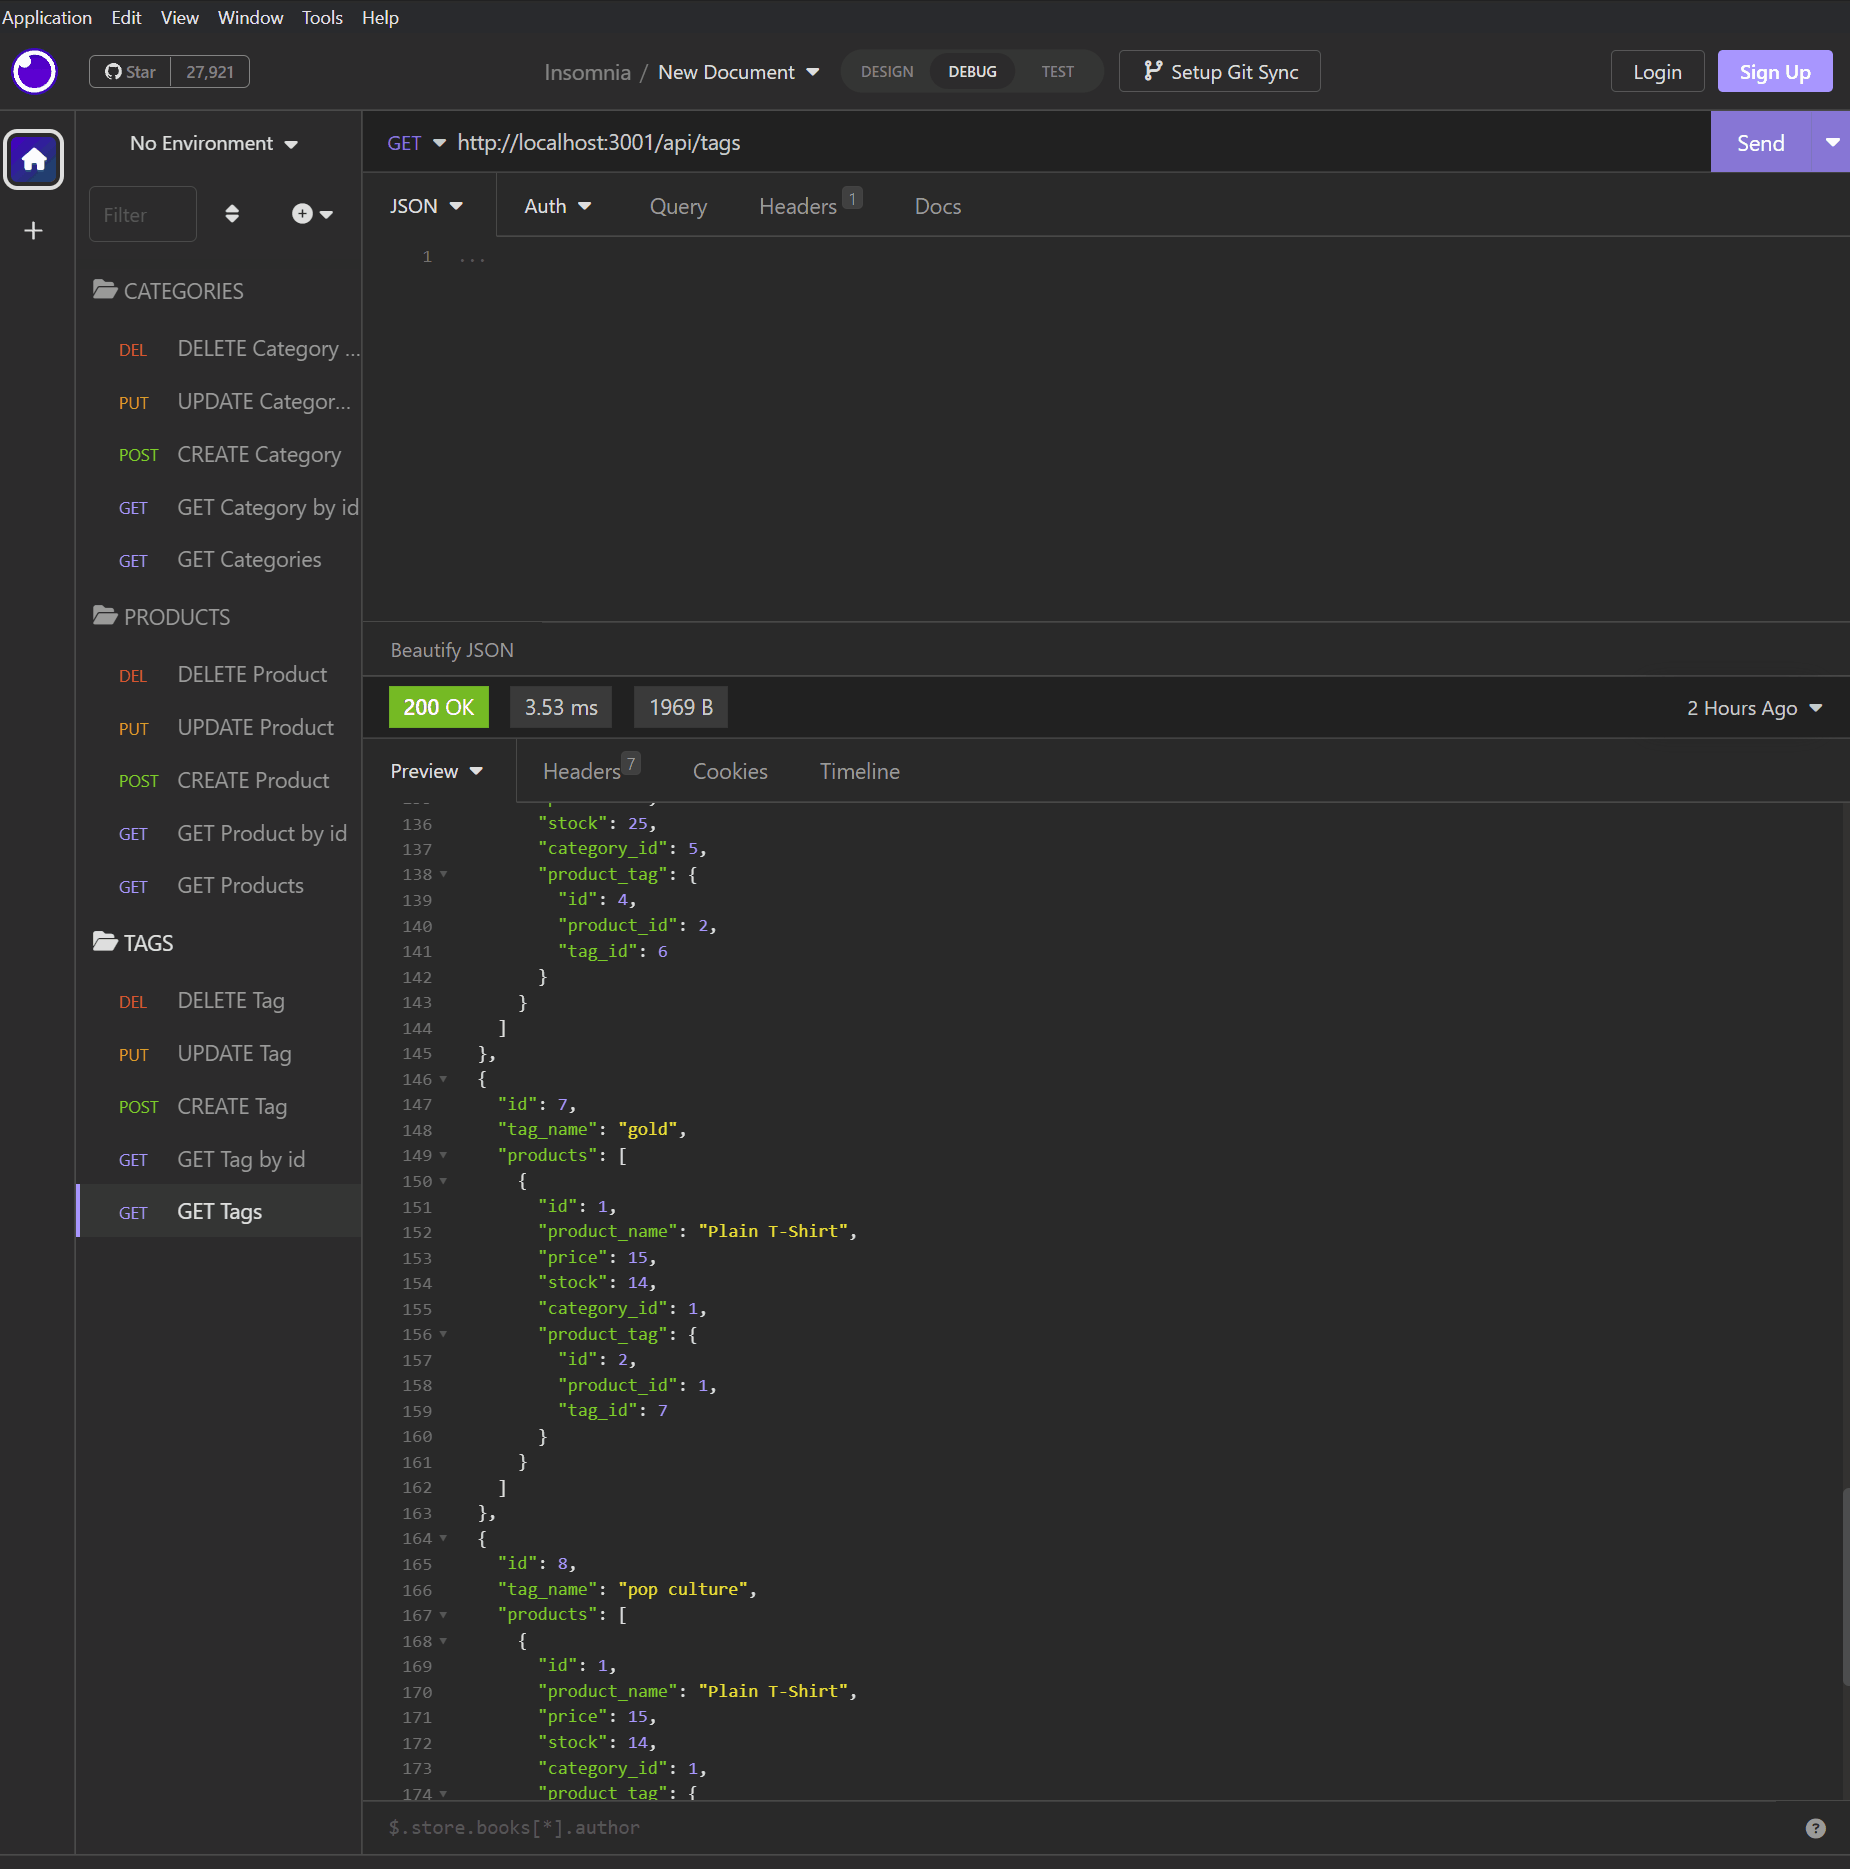 Application Edit View Window Tools Help
Star 27,921 Insomnia / New Document DESIGN DEBUG TEST Setup Git Sync Login Sign Up
No Environment
Filter
CATEGORIES
DEL DELETE Category ...
PUT UPDATE Categor...
POST CREATE Category
GET GET Category by id
GET GET Categories
PRODUCTS
DEL DELETE Product
PUT UPDATE Product
POST CREATE Product
GET GET Product by id
GET GET Products
TAGS
DEL DELETE Tag
PUT UPDATE Tag
POST CREATE Tag
GET GET Tag by id
GET GET Tags
GET http://localhost:3001/api/tags Send
JSON Auth Query Headers 1 Docs
1 ...
Beautify JSON
200 OK 3.53 ms 1969 B 2 Hours Ago
Preview Headers 7 Cookies Timeline
136 "stock": 25,
137 "category_id": 5,
138 "product_tag": {
139 "id": 4,
140 "product_id": 2,
141 "tag_id": 6
142 }
143 }
144 ]
145 },
146 {
147 "id": 7,
148 "tag_name": "gold",
149 "products": [
150 {
151 "id": 1,
152 "product_name": "Plain T-Shirt",
153 "price": 15,
154 "stock": 14,
155 "category_id": 1,
156 "product_tag": {
157 "id": 2,
158 "product_id": 1,
159 "tag_id": 7
160 }
161 }
162 ]
163 },
164 {
165 "id": 8,
166 "tag_name": "pop culture",
167 "products": [
168 {
169 "id": 1,
170 "product_name": "Plain T-Shirt",
171 "price": 15,
172 "stock": 14,
173 "category_id": 1,
174 "product_tag": {
$.store.books[*].author